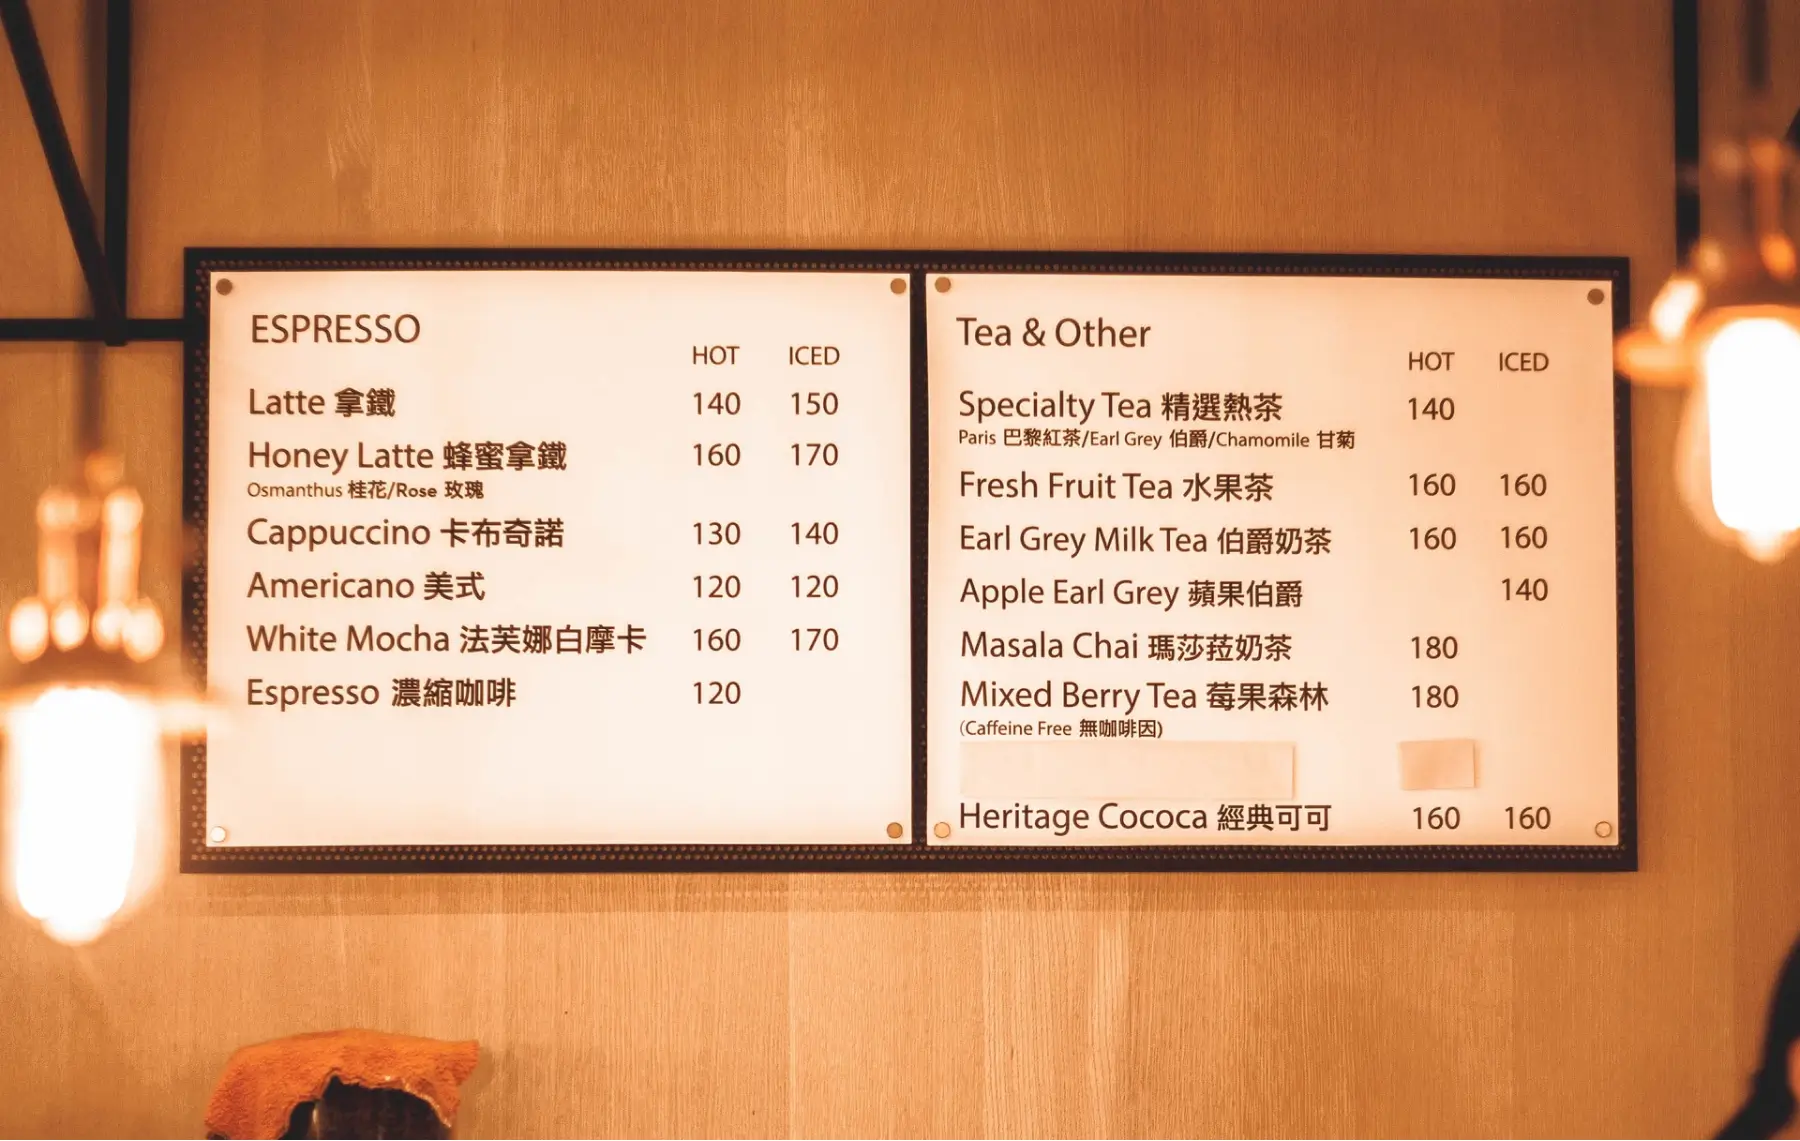 ESPRESSO
HOT ICED
Latte 拿鐵 140 150
Honey Latte 蜂蜜拿鐵 160 170
Osmanthus 桂花/Rose 玫瑰
Cappuccino 卡布奇諾 130 140
Americano 美式 120 120
White Mocha 法芙娜白摩卡 160 170
Espresso 濃縮咖啡 120
Tea & Other
HOT ICED
Specialty Tea 精選熱茶 140
Paris 巴黎紅茶/Earl Grey 伯爵/Chamomile 甘菊
Fresh Fruit Tea 水果茶 160 160
Earl Grey Milk Tea 伯爵奶茶 160 160
Apple Earl Grey 蘋果伯爵 140
Masala Chai 瑪莎菈奶茶 180
Mixed Berry Tea 莓果森林 180
(Caffeine Free 無咖啡因)
Heritage Cococa 經典可可 160 160